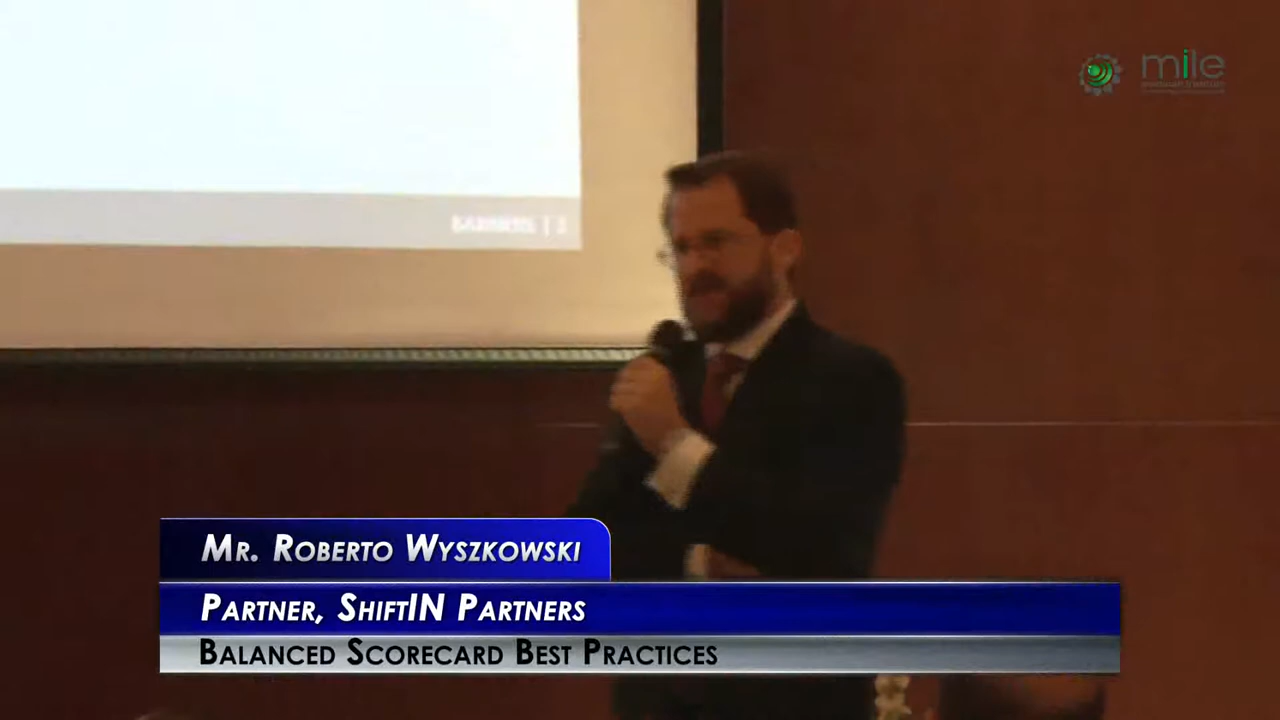 mile
Mr. Roberto Wyszkowski
Partner, ShiftIN Partners
Balanced Scorecard Best Practices